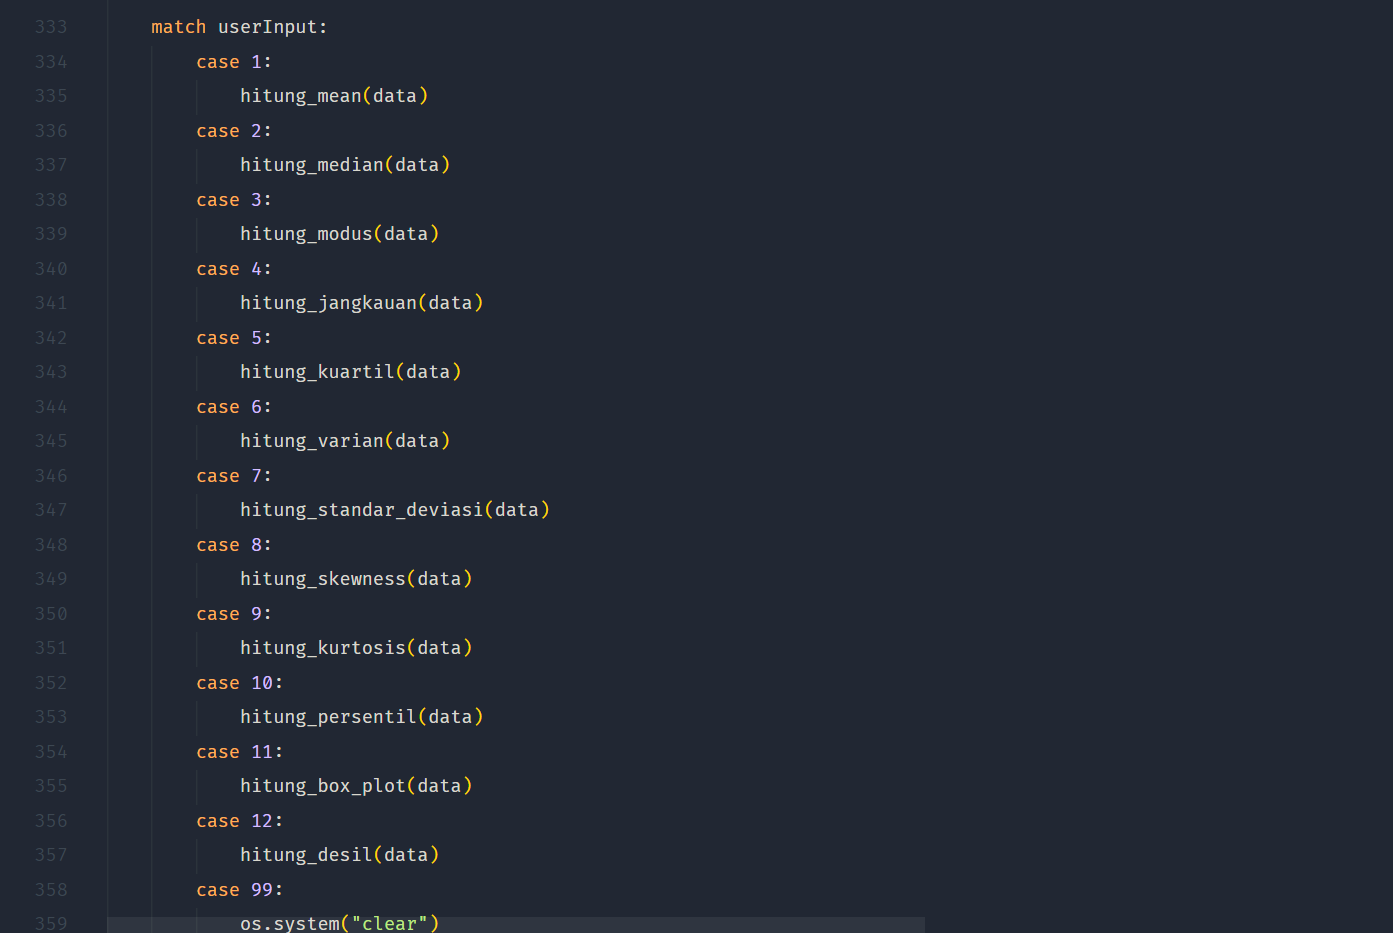 333 match userInput:
334 case 1:
335 hitung_mean(data)
336 case 2:
337 hitung_median(data)
338 case 3:
339 hitung_modus(data)
340 case 4:
341 hitung_jangkauan(data)
342 case 5:
343 hitung_kuartil(data)
344 case 6:
345 hitung_varian(data)
346 case 7:
347 hitung_standar_deviasi(data)
348 case 8:
349 hitung_skewness(data)
350 case 9:
351 hitung_kurtosis(data)
352 case 10:
353 hitung_persentil(data)
354 case 11:
355 hitung_box_plot(data)
356 case 12:
357 hitung_desil(data)
358 case 99:
359 os.system("clear")